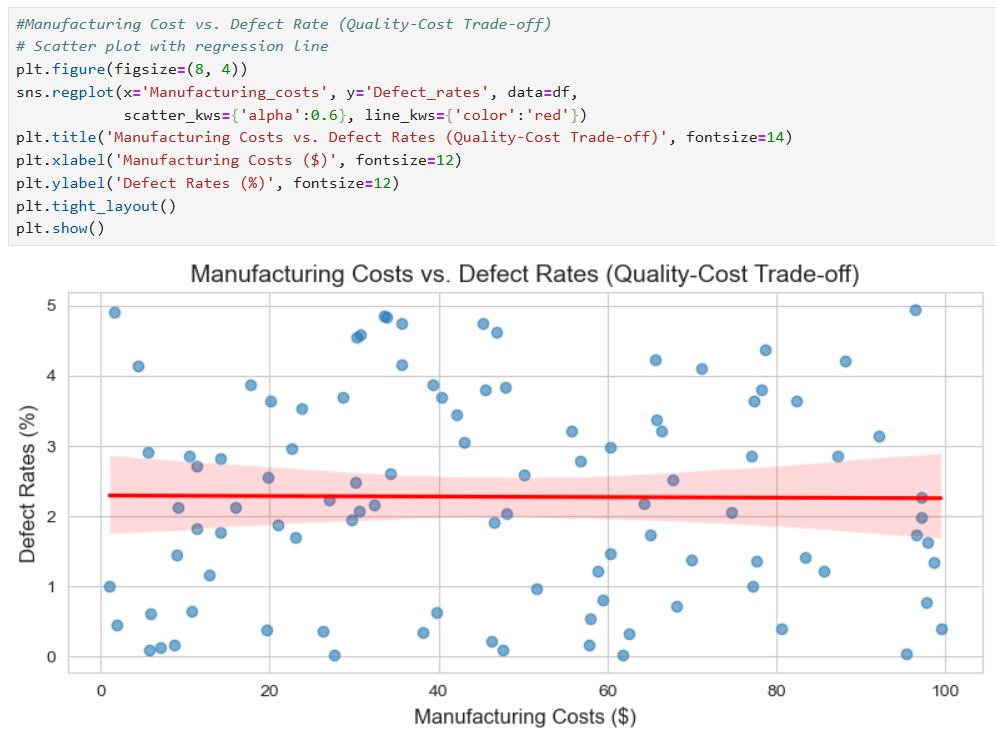 #Manufacturing Cost vs. Defect Rate (Quality-Cost Trade-off)
# Scatter plot with regression line
plt.figure(figsize=(8, 4))
sns.regplot(x='Manufacturing_costs', y='Defect_rates', data=df,
            scatter_kws={'alpha':0.6}, line_kws={'color':'red'})
plt.title('Manufacturing Costs vs. Defect Rates (Quality-Cost Trade-off)', fontsize=14)
plt.xlabel('Manufacturing Costs ($)', fontsize=12)
plt.ylabel('Defect Rates (%)', fontsize=12)
plt.tight_layout()
plt.show()
Manufacturing Costs vs. Defect Rates (Quality-Cost Trade-off)
Defect Rates (%)
5
4
3
2
1
0
0 20 40 60 80 100
Manufacturing Costs ($)